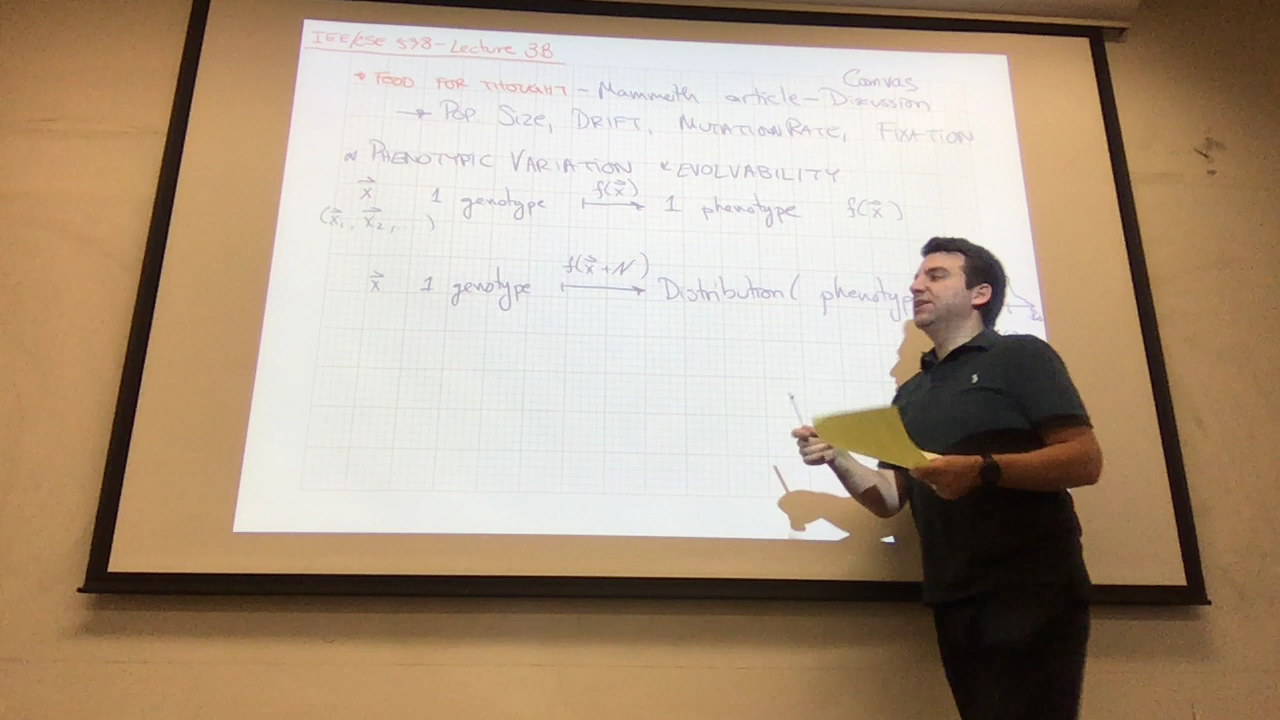 IEE/CSE 598-Lecture 3B
* FOOD FOR THOUGHT - Mammoth article - Canvas Discussion
→ Pop Size, DRIFT, MUTATION RATE, FIXATION
PHENOTYPIC VARIATION & EVOLVABILITY
x⃗ 1 genotype f(x⃗) ↦ 1 phenotype f(x⃗)
(x⃗₁, x⃗₂, ...)
x⃗ 1 genotype f(x⃗+N) ↦ Distribution( phenotyp